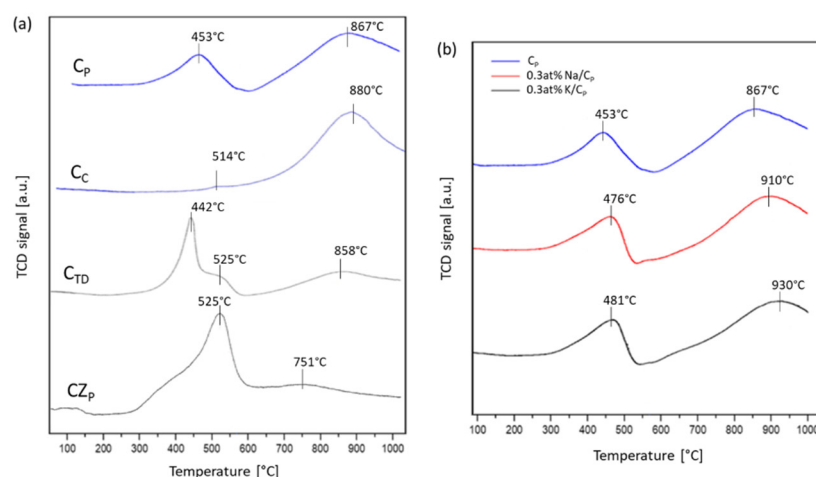 (a)
453°C
867°C
Cₚ
880°C
514°C
C_C
442°C
525°C
858°C
C_TD
525°C
751°C
CZₚ
TCD signal [a.u.]
100 200 300 400 500 600 700 800 900 1000
Temperature [°C]
(b)
Cₚ
0.3at% Na/Cₚ
0.3at% K/Cₚ
453°C
867°C
476°C
910°C
481°C
930°C
TCD signal [a.u.]
100 200 300 400 500 600 700 800 900 1000
Temperature [°C]